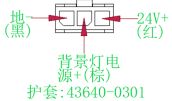 地-
(黑)
24V+
(红)
背景灯电
源+(棕)
护套:43640-0301